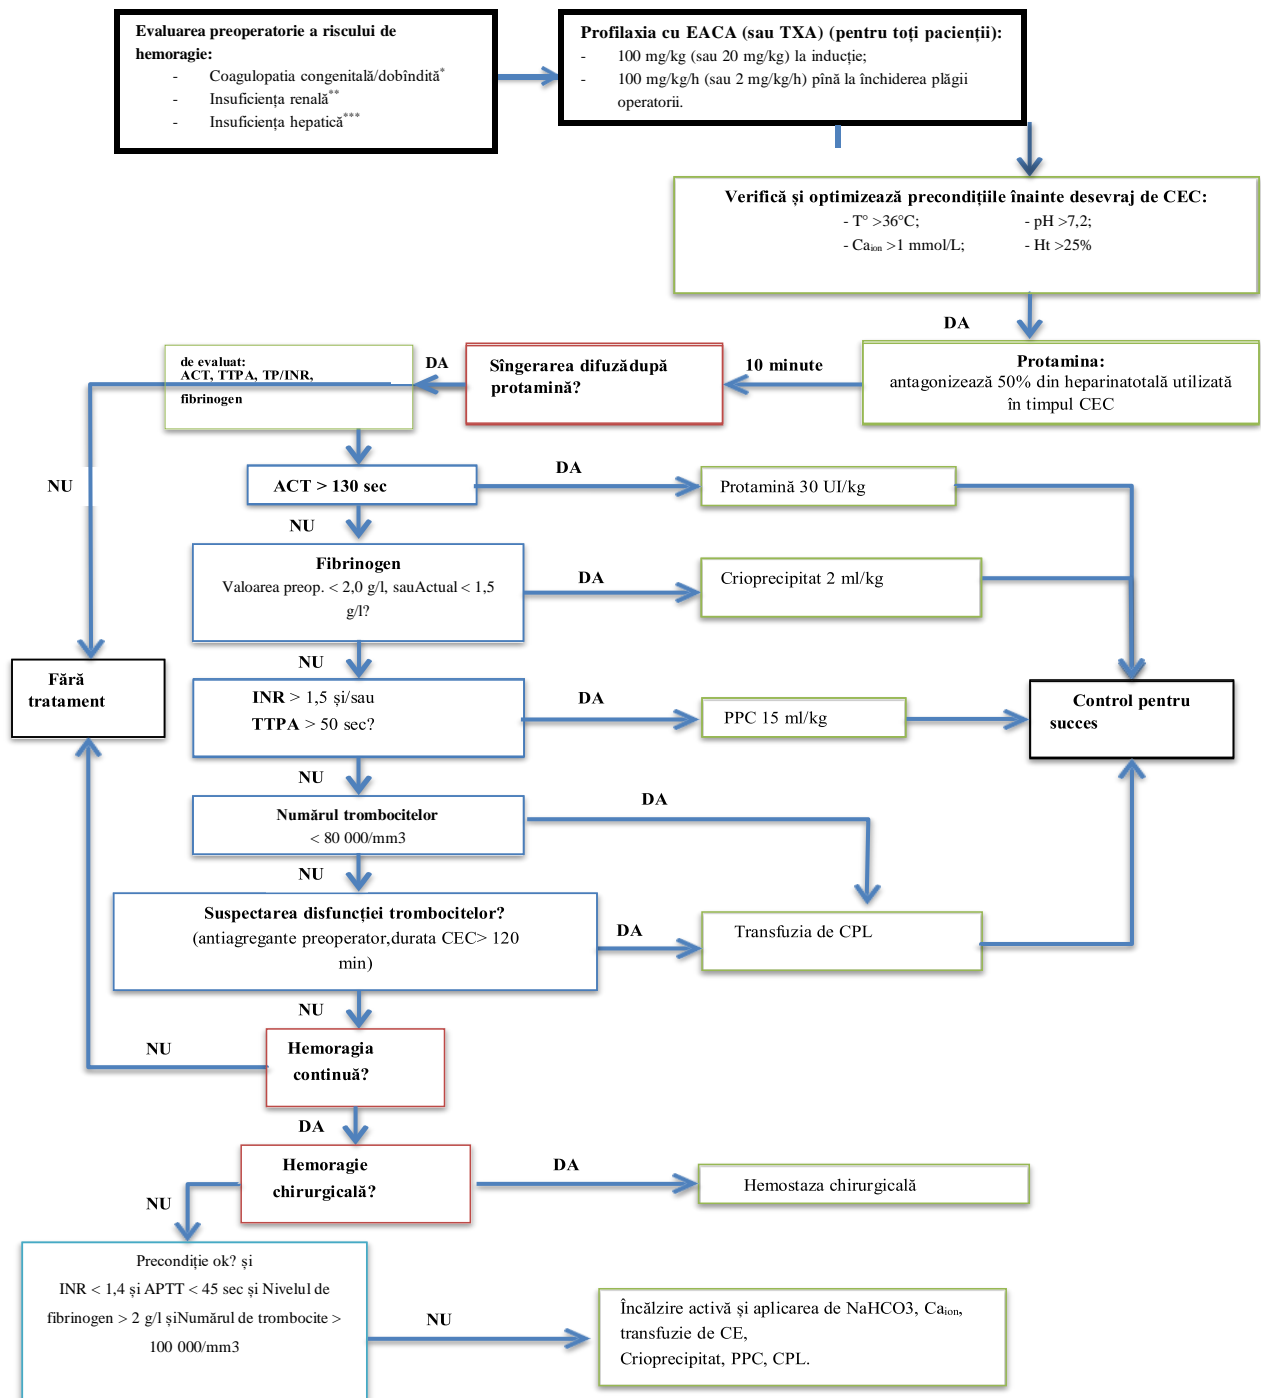 Evaluarea preoperatorie a riscului de
hemoragie:
- Coagulopatia congenitală/dobîndită*
- Insuficiența renală**
- Insuficiența hepatică***
Profilaxia cu EACA (sau TXA) (pentru toți pacienții):
- 100 mg/kg (sau 20 mg/kg) la inducție;
- 100 mg/kg/h (sau 2 mg/kg/h) pînă la închiderea plăgii
operatorii.
Verifică și optimizează precondițiile înainte desevraj de CEC:
- T° >36°C; - pH >7,2;
- Caion >1 mmol/L; - Ht >25%
DA
Protamina:
antagonizează 50% din heparinatotală utilizată
în timpul CEC
10 minute
Sîngerarea difuzădupă
protamină?
DA
de evaluat:
ACT, TTPA, TP/INR,
fibrinogen
NU
ACT > 130 sec
DA
Protamină 30 UI/kg
NU
Fibrinogen
Valoarea preop. < 2,0 g/l, sauActual < 1,5
g/l?
DA
Crioprecipitat 2 ml/kg
NU
Fără
tratament
INR > 1,5 și/sau
TTPA > 50 sec?
DA
PPC 15 ml/kg
Control pentru
succes
NU
Numărul trombocitelor
< 80 000/mm3
DA
NU
Suspectarea disfuncției trombocitelor?
(antiagregante preoperator,durata CEC> 120
min)
DA
Transfuzia de CPL
NU
Hemoragia
continuă?
NU
DA
Hemoragie
chirurgicală?
DA
Hemostaza chirurgicală
NU
Precondiție ok? și
INR < 1,4 și APTT < 45 sec și Nivelul de
fibrinogen > 2 g/l șiNumărul de trombocite >
100 000/mm3
NU
Încălzire activă și aplicarea de NaHCO3, Caion,
transfuzie de CE,
Crioprecipitat, PPC, CPL.